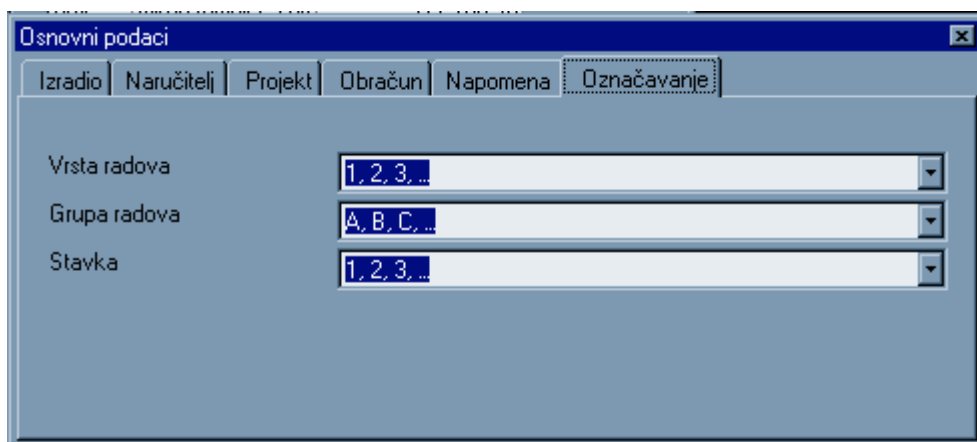 Osnovni podaci
Izradio Naručitelj Projekt Obračun Napomena Označavanje
Vrsta radova 1, 2, 3, ...
Grupa radova A, B, C, ...
Stavka 1, 2, 3, ...